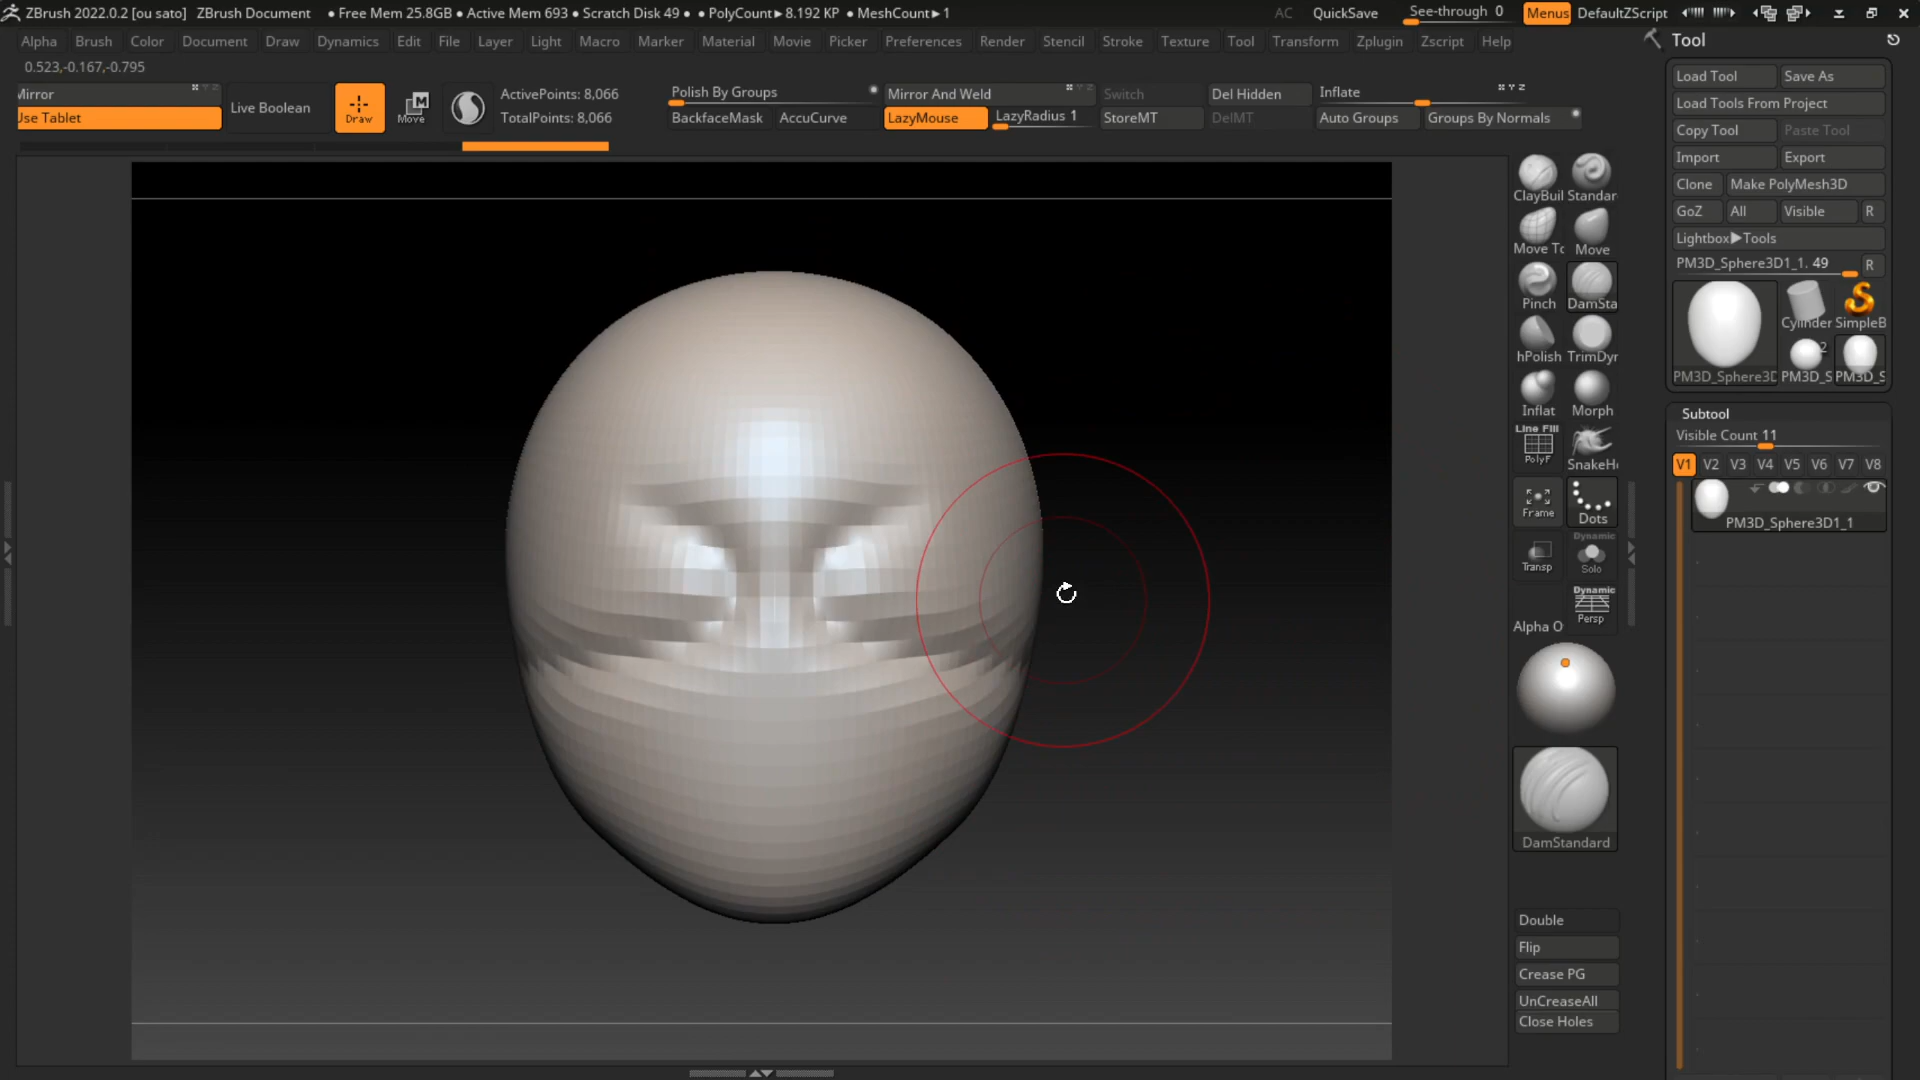 ZBrush 2022.0.2 [ou sato] ZBrush Document • Free Mem 25.8GB • Active Mem 693 • Scratch Disk 49 • • PolyCount▸ 8.192 KP • MeshCount▸ 1 AC QuickSave See-through 0 Menus DefaultZScript
Alpha Brush Color Document Draw Dynamics Edit File Layer Light Macro Marker Material Movie Picker Preferences Render Stencil Stroke Texture Tool Transform Zplugin Zscript Help
0.523,-0.167,-0.795
Mirror
Use Tablet
Live Boolean
Draw
Move
ActivePoints: 8,066
TotalPoints: 8,066
Polish By Groups
BackfaceMask AccuCurve
Mirror And Weld
LazyMouse LazyRadius 1
Switch Del Hidden
StoreMT DelMT
Inflate
Auto Groups Groups By Normals
ClayBuil Standar
Move To Move
Pinch DamSta
hPolish TrimDyr
Inflat Morph
Line Fill
PolyF SnakeH
Frame Dots
Transp Dynamic
Solo
Dynamic
Persp
Alpha O
DamStandard
Double
Flip
Crease PG
UnCreaseAll
Close Holes
Tool
Load Tool Save As
Load Tools From Project
Copy Tool Paste Tool
Import Export
Clone Make PolyMesh3D
GoZ All Visible R
Lightbox▶Tools
PM3D_Sphere3D1_1. 49 R
Cylinder SimpleB
2
PM3D_Sphere3D PM3D_S PM3D_S
Subtool
Visible Count 11
V1 V2 V3 V4 V5 V6 V7 V8
PM3D_Sphere3D1_1